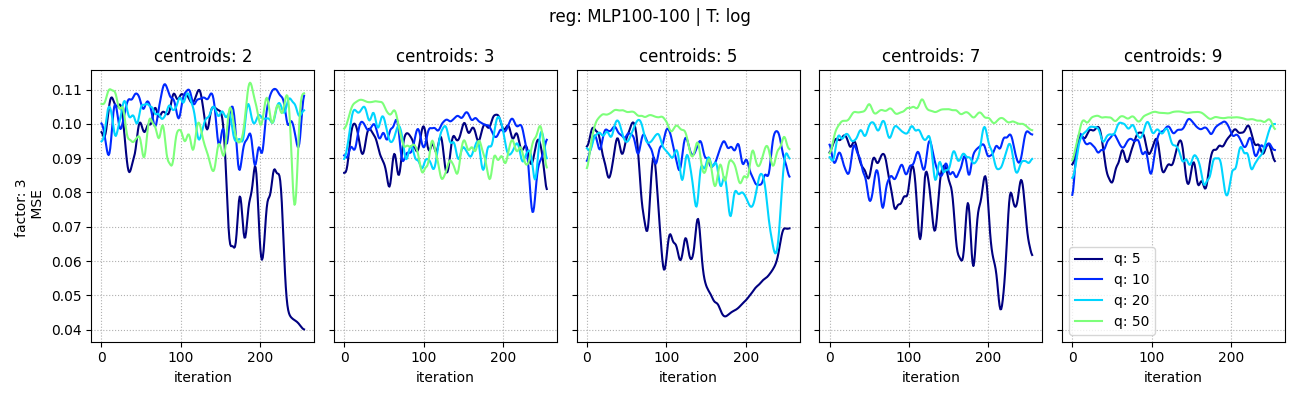 reg: MLP100-100 | T: log
centroids: 2
centroids: 3
centroids: 5
centroids: 7
centroids: 9
factor: 3
MSE
0.11
0.10
0.09
0.08
0.07
0.06
0.05
0.04
0 100 200
0 100 200
0 100 200
0 100 200
0 100 200
iteration
iteration
iteration
iteration
iteration
q: 5
q: 10
q: 20
q: 50